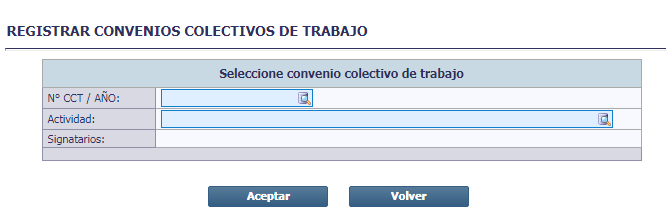 REGISTRAR CONVENIOS COLECTIVOS DE TRABAJO
Seleccione convenio colectivo de trabajo
N° CCT / AÑO:
Actividad:
Signatarios:
Aceptar Volver